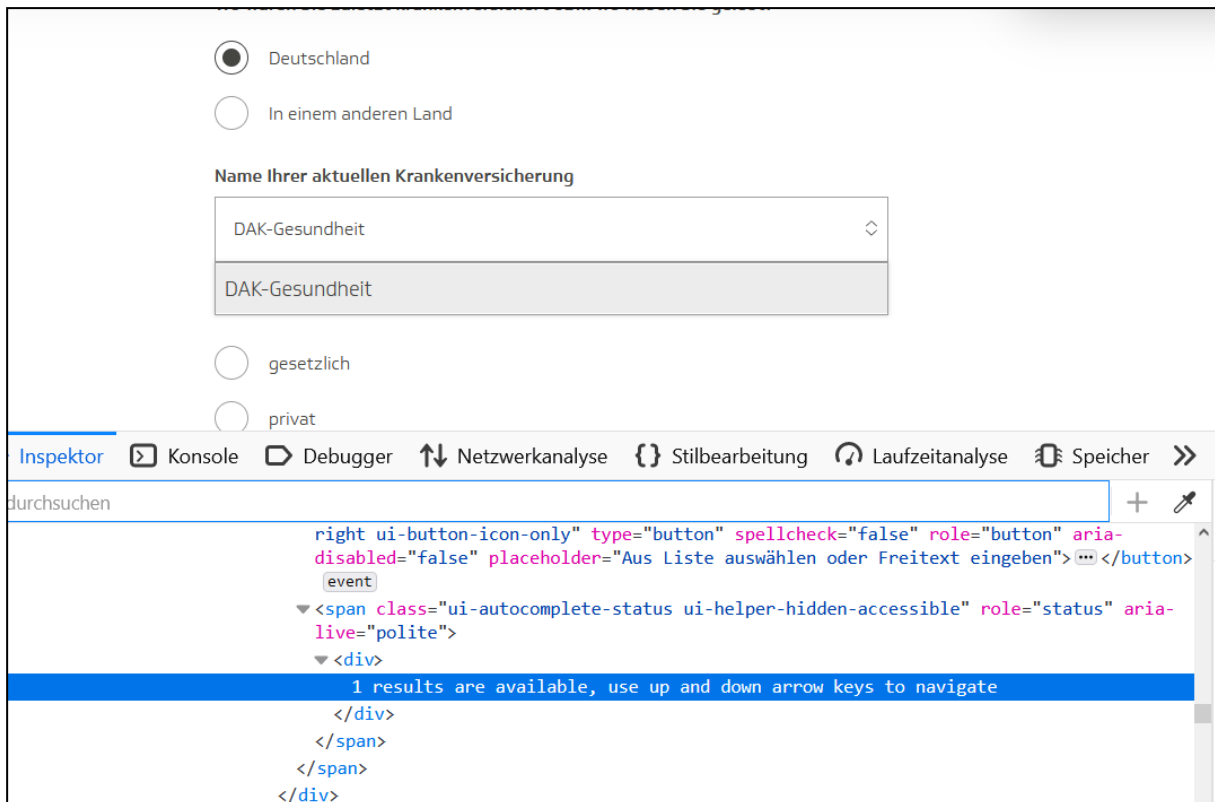 Deutschland
In einem anderen Land
Name Ihrer aktuellen Krankenversicherung
DAK-Gesundheit
DAK-Gesundheit
gesetzlich
privat
Inspektor Konsole Debugger Netzwerkanalyse {} Stilbearbeitung Laufzeitanalyse Speicher
durchsuchen
right ui-button-icon-only" type="button" spellcheck="false" role="button" aria-
disabled="false" placeholder="Aus Liste auswählen oder Freitext eingeben">⋯</button>
event
<span class="ui-autocomplete-status ui-helper-hidden-accessible" role="status" aria-
live="polite">
<div>
1 results are available, use up and down arrow keys to navigate
</div>
</span>
</span>
</div>